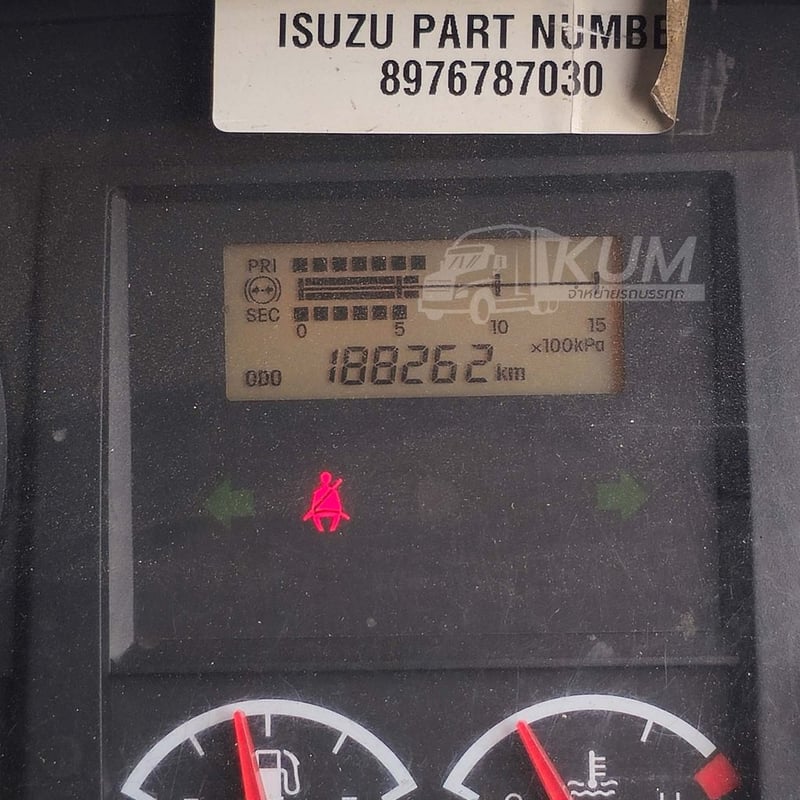 ISUZU PART NUMBE
8976787030
PRI
SEC
0 5 10 15
x100kPa
ODO 188262 km
KUM
จำหน่ายรถบรรทุก
H